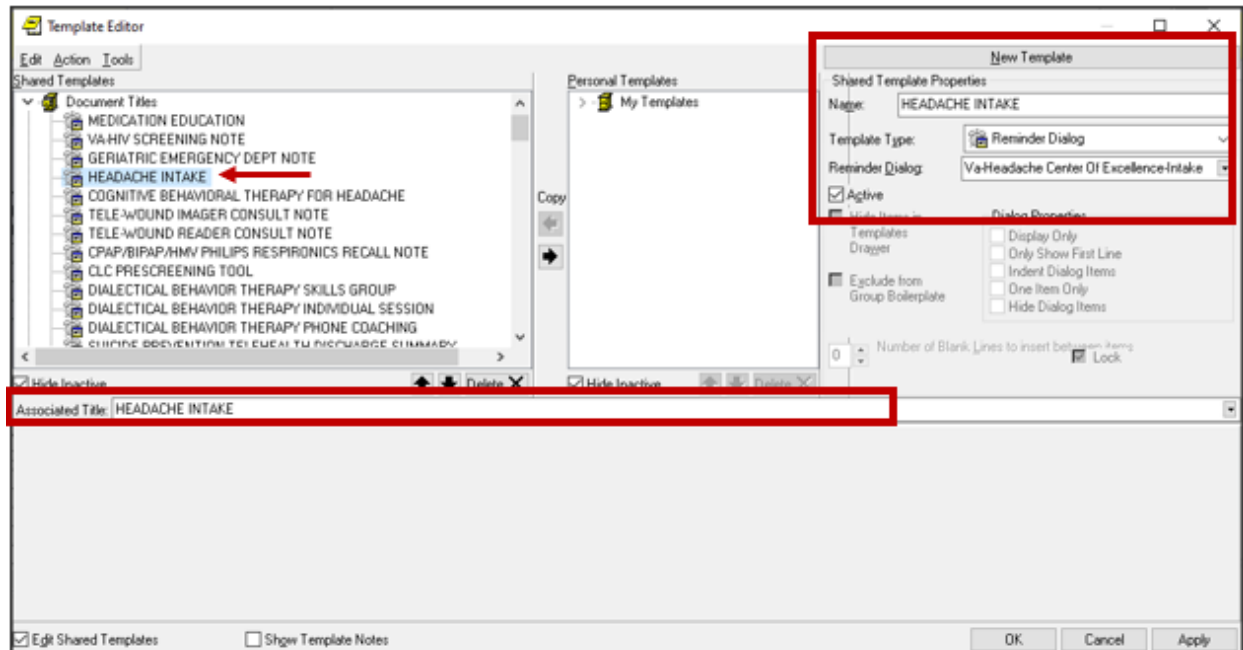 Template Editor
Edit Action Tools
New Template
Shared Templates
Personal Templates
Shared Template Properties
Document Titles
MEDICATION EDUCATION
VA-HIV SCREENING NOTE
GERIATRIC EMERGENCY DEPT NOTE
HEADACHE INTAKE
COGNITIVE BEHAVIORAL THERAPY FOR HEADACHE
TELE-WOUND IMAGER CONSULT NOTE
TELE-WOUND READER CONSULT NOTE
CPAP/BIPAP/HMV PHILIPS RESPIRONICS RECALL NOTE
CLC PRESCREENING TOOL
DIALECTICAL BEHAVIOR THERAPY SKILLS GROUP
DIALECTICAL BEHAVIOR THERAPY INDIVIDUAL SESSION
DIALECTICAL BEHAVIOR THERAPY PHONE COACHING
SUICIDE PREVENTION TELEHEALTH DISCHARGE SUMMARY
Hide Inactive
Delete
Copy
My Templates
Hide Inactive
Delete
Name: HEADACHE INTAKE
Template Type: Reminder Dialog
Reminder Dialog: Va-Headache Center Of Excellence-Intake
Active
Hide Items in
Templates
Drawer
Exclude from
Group Boilerplate
Dialog Properties
Display Only
Only Show First Line
Indent Dialog Items
One Item Only
Hide Dialog Items
0 Number of Blank Lines to insert between items
Lock
Associated Title: HEADACHE INTAKE
Edit Shared Templates
Show Template Notes
OK Cancel Apply